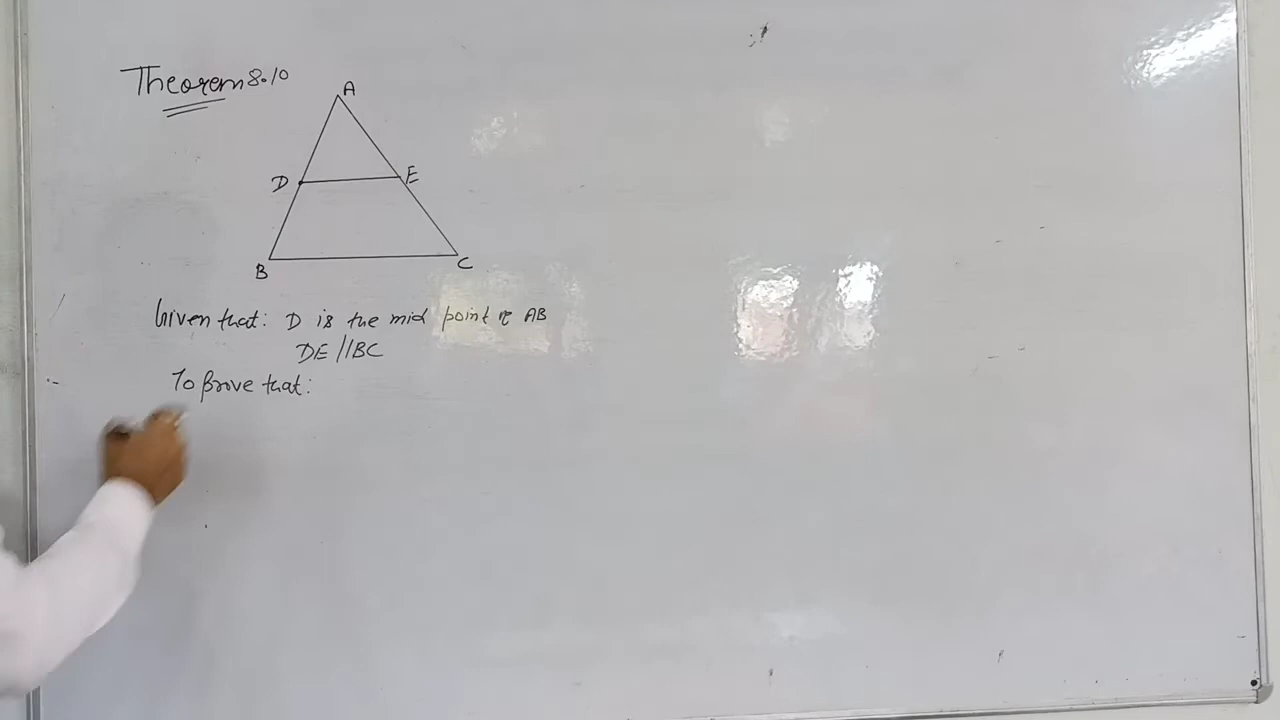 Theorem 8.10
A
D
E
B
C
Given that: D is the mid point of AB
DE//BC
To prove that: